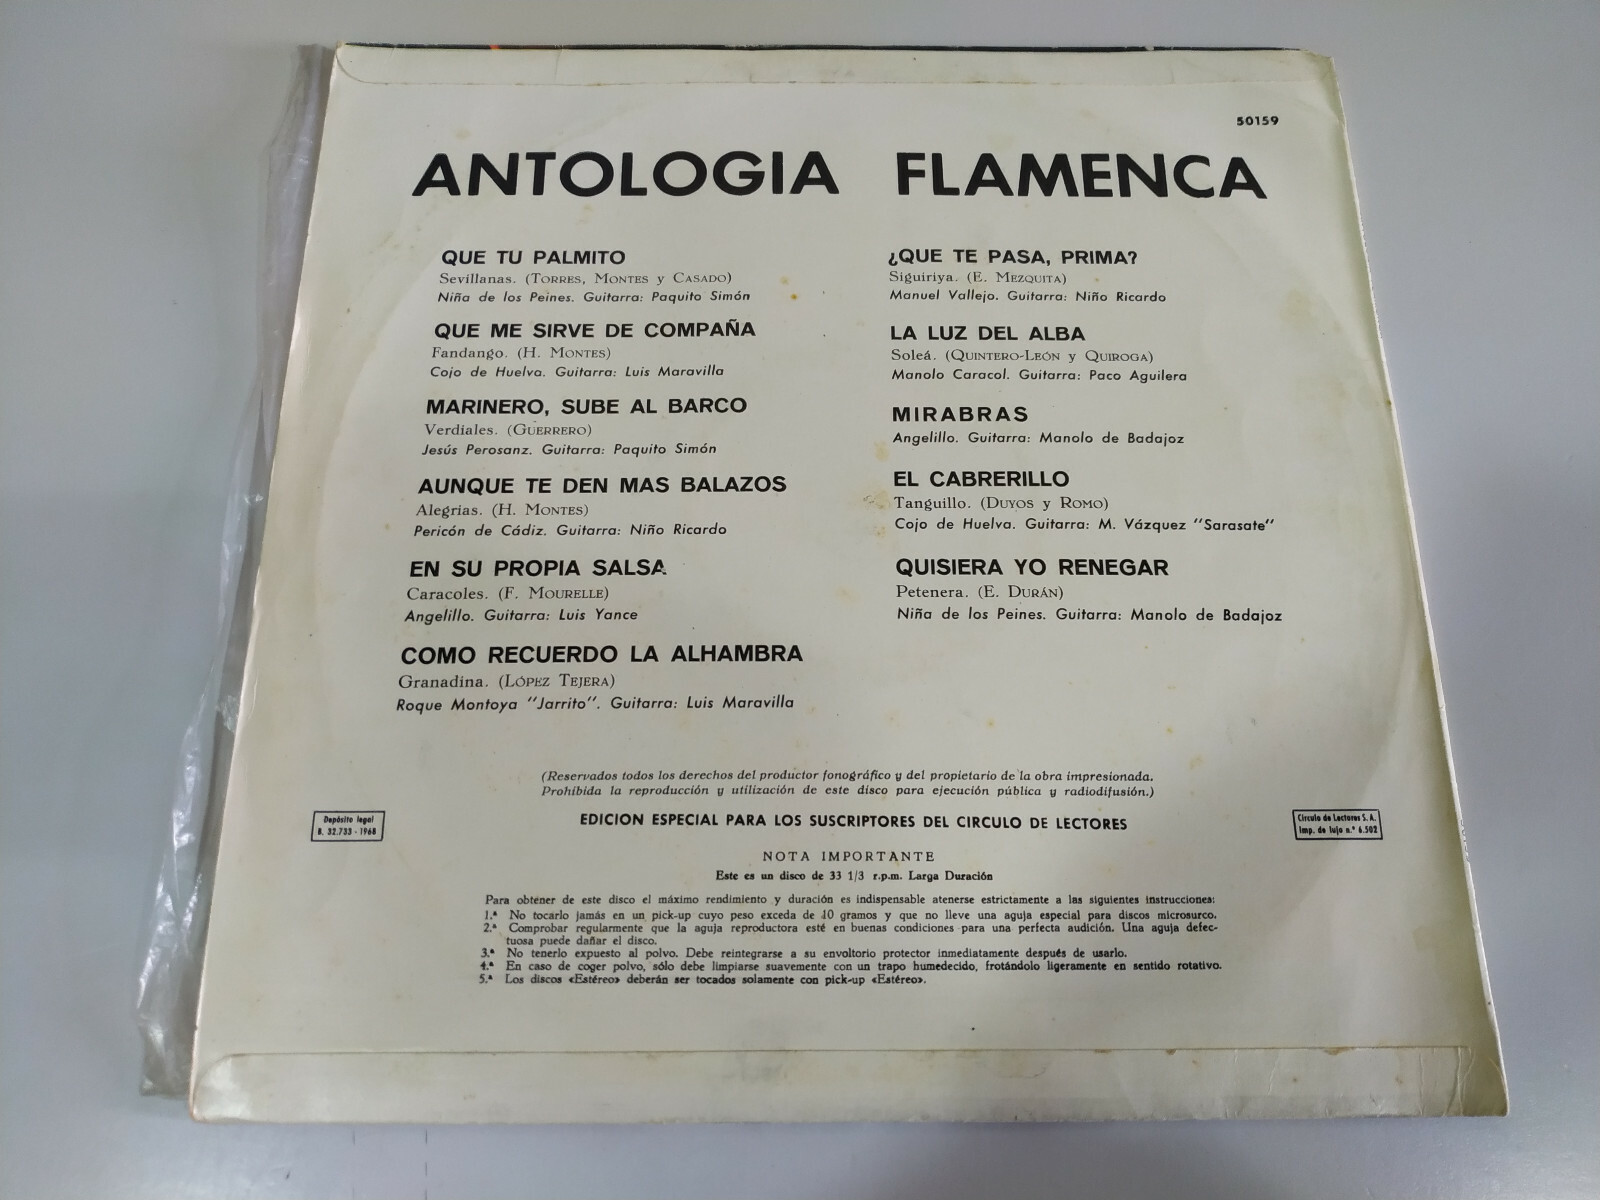 50159
ANTOLOGIA FLAMENCA
QUE TU PALMITO
Sevillanas. (TORRES, MONTES y CASADO)
Niña de los Peines. Guitarra: Paquito Simón
QUE ME SIRVE DE COMPAÑA
Fandango. (H. MONTES)
Cojo de Huelva. Guitarra: Luis Maravilla
MARINERO, SUBE AL BARCO
Verdiales. (GUERRERO)
Jesús Perosanz. Guitarra: Paquito Simón
AUNQUE TE DEN MAS BALAZOS
Alegrias. (H. MONTES)
Pericón de Cádiz. Guitarra: Niño Ricardo
EN SU PROPIA SALSA
Caracoles. (F. MOURELLE)
Angelillo. Guitarra: Luis Yance
COMO RECUERDO LA ALHAMBRA
Granadina. (LÓPEZ TEJERA)
Roque Montoya "Jarrito". Guitarra: Luis Maravilla
¿QUE TE PASA, PRIMA?
Siguiriya. (E. MEZQUITA)
Manuel Vallejo. Guitarra: Niño Ricardo
LA LUZ DEL ALBA
Soleá. (QUINTERO-LEÓN y QUIROGA)
Manolo Caracol. Guitarra: Paco Aguilera
MIRABRAS
Angelillo. Guitarra: Manolo de Badajoz
EL CABRERILLO
Tanguillo. (DUYOS y ROMO)
Cojo de Huelva. Guitarra: M. Vázquez "Sarasate"
QUISIERA YO RENEGAR
Petenera. (E. DURÁN)
Niña de los Peines. Guitarra: Manolo de Badajoz
(Reservados todos los derechos del productor fonográfico y del propietario de la obra impresionada.
Prohibida la reproducción y utilización de este disco para ejecución pública y radiodifusión.)
Depósito legal
B. 32.733 - 1968
EDICION ESPECIAL PARA LOS SUSCRIPTORES DEL CIRCULO DE LECTORES
Círculo de Lectores S. A.
Imp. de lujo n.º 6.502
NOTA IMPORTANTE
Este es un disco de 33 1/3 r.p.m. Larga Duración
Para obtener de este disco el máximo rendimiento y duración es indispensable atenerse estrictamente a las siguientes instrucciones:
1.ª No tocarlo jamás en un pick-up cuyo peso exceda de 10 gramos y que no lleve una aguja especial para discos microsurco.
2.ª Comprobar regularmente que la aguja reproductora esté en buenas condiciones para una perfecta audición. Una aguja defec-
tuosa puede dañar el disco.
3.ª No tenerlo expuesto al polvo. Debe reintegrarse a su envoltorio protector inmediatamente después de usarlo.
4.ª En caso de coger polvo, sólo debe limpiarse suavemente con un trapo humedecido, frotándolo ligeramente en sentido rotativo.
5.ª Los discos «Estéreo» deberán ser tocados solamente con pick-up «Estéreo».